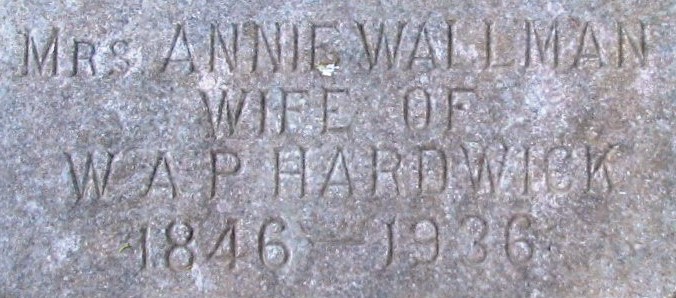 MRS ANNIE WALLMAN
WIFE OF
W A P HARDWICK
1846 - 1936